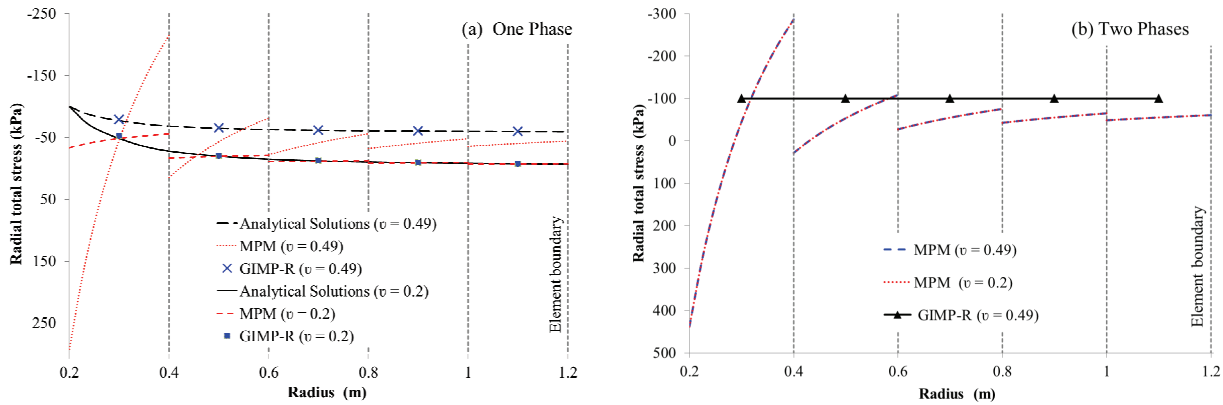 (a) One Phase
Radial total stress (kPa)
-250
-150
-50
50
150
250
Analytical Solutions (υ = 0.49)
MPM (υ = 0.49)
GIMP-R (υ = 0.49)
Analytical Solutions (υ = 0.2)
MPM (υ = 0.2)
GIMP-R (υ = 0.2)
Element boundary
0.2 0.4 0.6 0.8 1 1.2
Radius (m)
(b) Two Phases
Radial total stress (kPa)
-300
-200
-100
0
100
200
300
400
500
MPM (υ = 0.49)
MPM (υ = 0.2)
GIMP-R (υ = 0.49)
Element boundary
0.2 0.4 0.6 0.8 1 1.2
Radius (m)